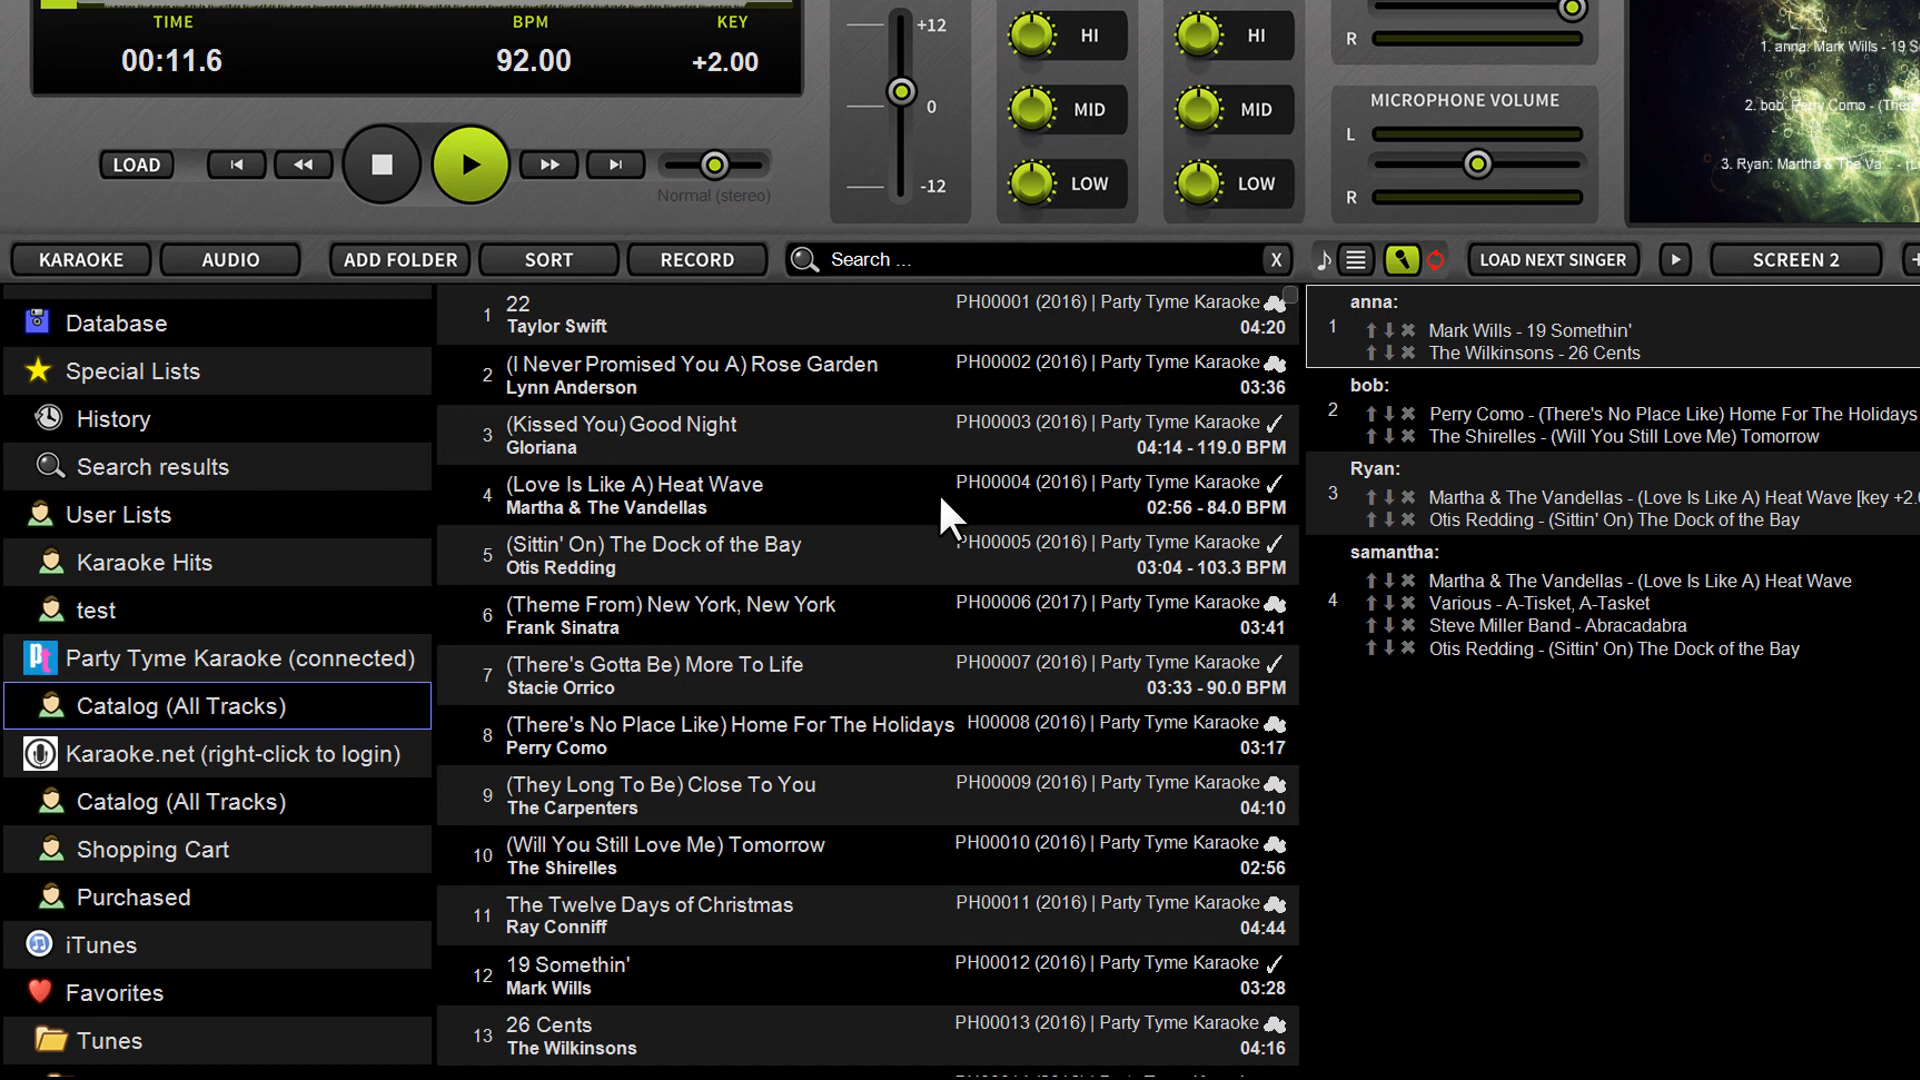 TIME BPM KEY
00:11.6 92.00 +2.00
+12
0
-12
HI HI
MID MID
LOW LOW
R
MICROPHONE VOLUME
L
R
1. anna: Mark Wills - 19 S
2. bob: Perry Como - (The
3. Ryan: Martha & The Va...
LOAD
Normal (stereo)
KARAOKE AUDIO ADD FOLDER SORT RECORD Search ... X LOAD NEXT SINGER SCREEN 2
Database
Special Lists
History
Search results
User Lists
Karaoke Hits
test
Party Tyme Karaoke (connected)
Catalog (All Tracks)
Karaoke.net (right-click to login)
Catalog (All Tracks)
Shopping Cart
Purchased
iTunes
Favorites
Tunes
1 22 PH00001 (2016) | Party Tyme Karaoke
Taylor Swift 04:20
2 (I Never Promised You A) Rose Garden PH00002 (2016) | Party Tyme Karaoke
Lynn Anderson 03:36
3 (Kissed You) Good Night PH00003 (2016) | Party Tyme Karaoke
Gloriana 04:14 - 119.0 BPM
4 (Love Is Like A) Heat Wave PH00004 (2016) | Party Tyme Karaoke
Martha & The Vandellas 02:56 - 84.0 BPM
5 (Sittin' On) The Dock of the Bay PH00005 (2016) | Party Tyme Karaoke
Otis Redding 03:04 - 103.3 BPM
6 (Theme From) New York, New York PH00006 (2017) | Party Tyme Karaoke
Frank Sinatra 03:41
7 (There's Gotta Be) More To Life PH00007 (2016) | Party Tyme Karaoke
Stacie Orrico 03:33 - 90.0 BPM
8 (There's No Place Like) Home For The Holidays H00008 (2016) | Party Tyme Karaoke
Perry Como 03:17
9 (They Long To Be) Close To You PH00009 (2016) | Party Tyme Karaoke
The Carpenters 04:10
10 (Will You Still Love Me) Tomorrow PH00010 (2016) | Party Tyme Karaoke
The Shirelles 02:56
11 The Twelve Days of Christmas PH00011 (2016) | Party Tyme Karaoke
Ray Conniff 04:44
12 19 Somethin' PH00012 (2016) | Party Tyme Karaoke
Mark Wills 03:28
13 26 Cents PH00013 (2016) | Party Tyme Karaoke
The Wilkinsons 04:16
anna:
1 Mark Wills - 19 Somethin'
The Wilkinsons - 26 Cents
bob:
2 Perry Como - (There's No Place Like) Home For The Holidays
The Shirelles - (Will You Still Love Me) Tomorrow
Ryan:
3 Martha & The Vandellas - (Love Is Like A) Heat Wave [key +2.
Otis Redding - (Sittin' On) The Dock of the Bay
samantha:
4 Martha & The Vandellas - (Love Is Like A) Heat Wave
Various - A-Tisket, A-Tasket
Steve Miller Band - Abracadabra
Otis Redding - (Sittin' On) The Dock of the Bay